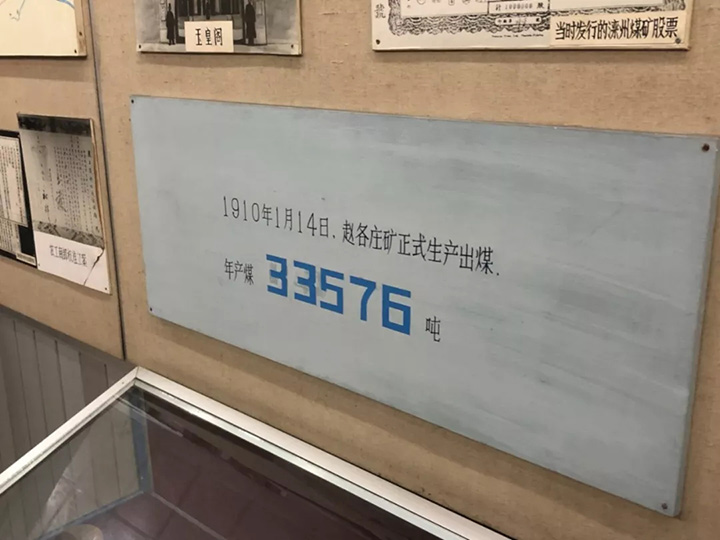 玉皇阁
当时发行的滦州煤矿股票
1910年1月14日、赵各庄矿正式生产出煤、
年产煤 33576 吨